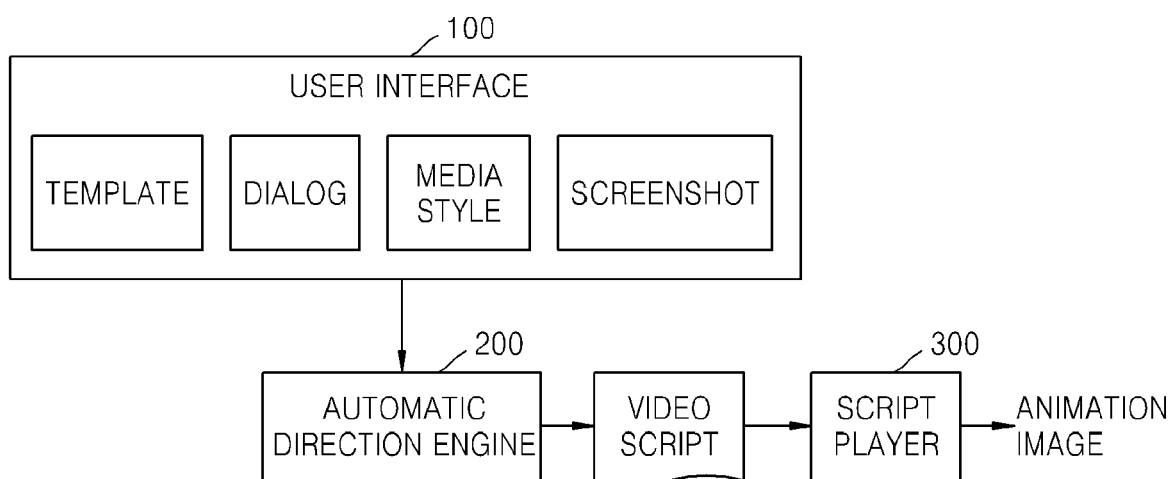 100
USER INTERFACE
TEMPLATE
DIALOG
MEDIA
STYLE
SCREENSHOT
200
300
AUTOMATIC
DIRECTION ENGINE
VIDEO
SCRIPT
SCRIPT
PLAYER
ANIMATION
IMAGE